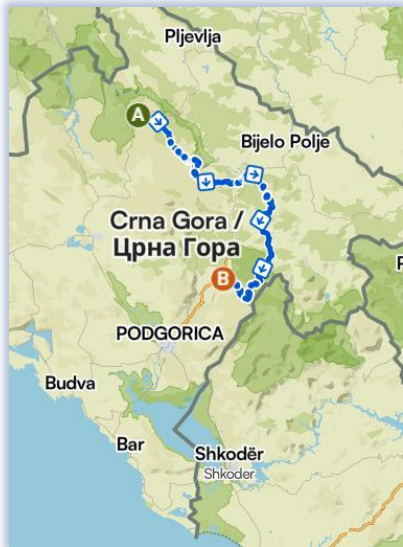 Pljevlja
A
Bijelo Polje
Crna Gora /
Црна Гора
B
PODGORICA
Budva
Bar
Shkodër
Shkoder